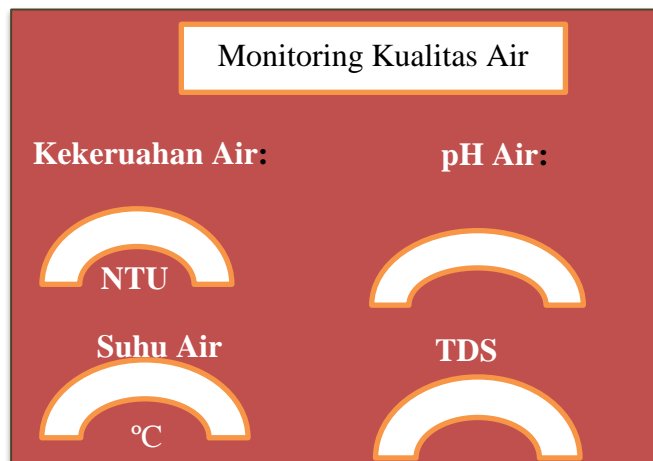 Monitoring Kualitas Air
Kekeruahan Air:
pH Air:
NTU
Suhu Air
TDS
ºC